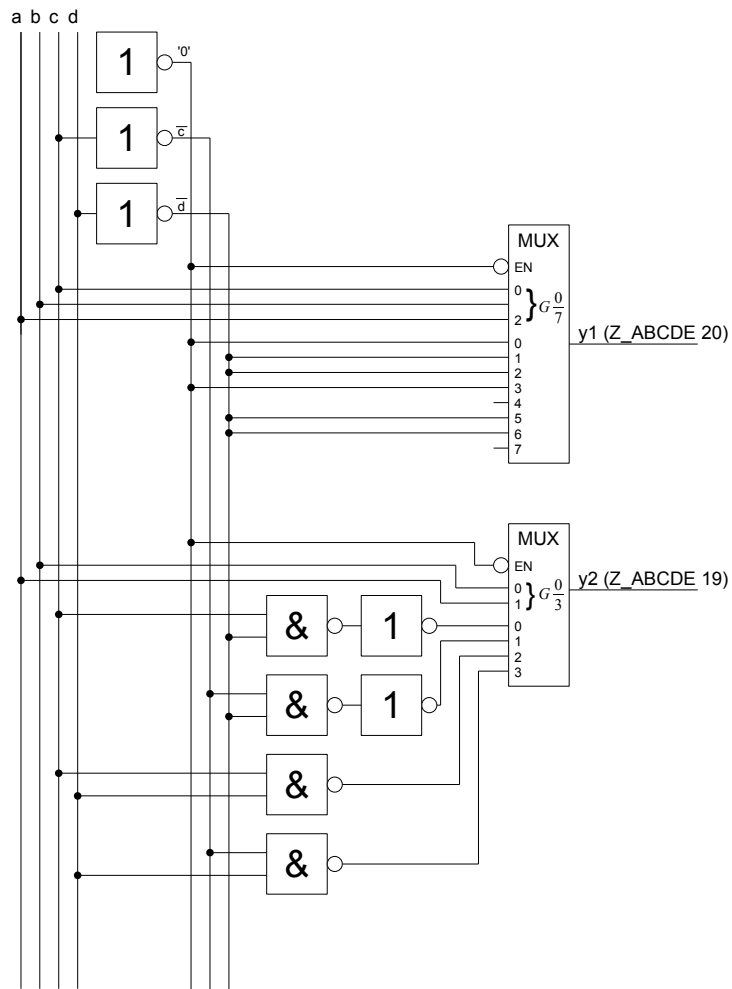 a b c d
1 '0'
1 c̅
1 d̅
MUX
EN
0
2
} G 0/7
0
1
2
3
4
5
6
7
y1 (Z_ABCDE 20)
MUX
EN
0
1
} G 0/3
0
1
2
3
y2 (Z_ABCDE 19)
& 1
& 1
&
&